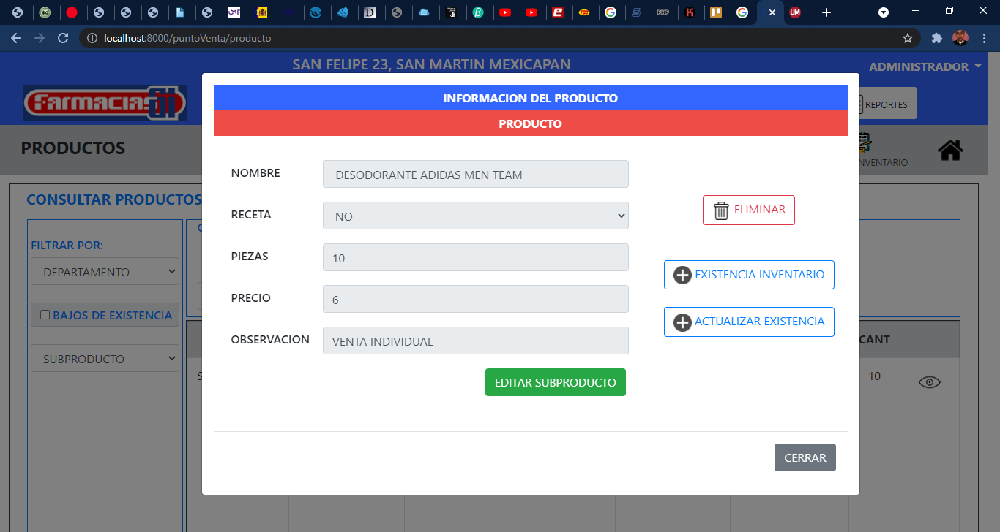 localhost:8000/puntoVenta/producto
SAN FELIPE 23, SAN MARTIN MEXICAPAN
ADMINISTRADOR
Farmacias
REPORTES
PRODUCTOS
CONSULTAR PRODUCTOS
FILTRAR POR:
DEPARTAMENTO
BAJOS DE EXISTENCIA
SUBPRODUCTO
INFORMACION DEL PRODUCTO
PRODUCTO
NOMBRE
DESODORANTE ADIDAS MEN TEAM
RECETA
NO
PIEZAS
10
PRECIO
6
OBSERVACION
VENTA INDIVIDUAL
EDITAR SUBPRODUCTO
ELIMINAR
EXISTENCIA INVENTARIO
ACTUALIZAR EXISTENCIA
CERRAR
CANT
10